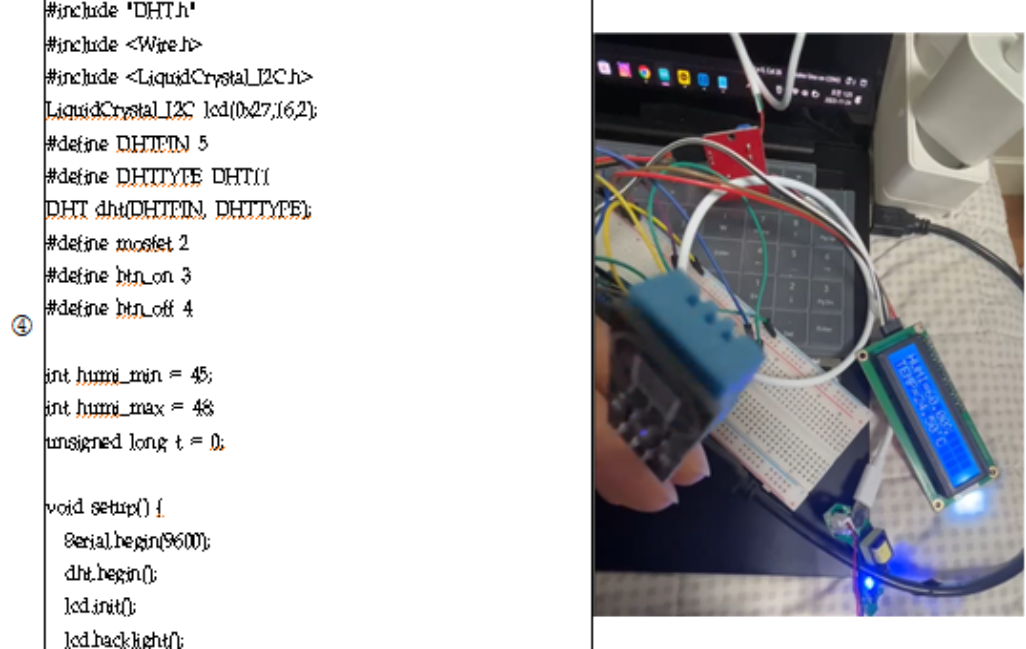 #include "DHT.h"
#include <Wire.h>
#include <LiquidCrystal_I2C.h>
LiquidCrystal_I2C lcd(0x27,16,2);
#define DHTPIN 5
#define DHTTYPE DHT11
DHT dht(DHTPIN, DHTTYPE);
#define mosfet 2
#define btn_on 3
#define btn_off 4
④
int humi_min = 45;
int humi_max = 48;
unsigned long t = 0;
void setup() {
Serial.begin(9600);
dht.begin();
lcd.init();
lcd.backlight();